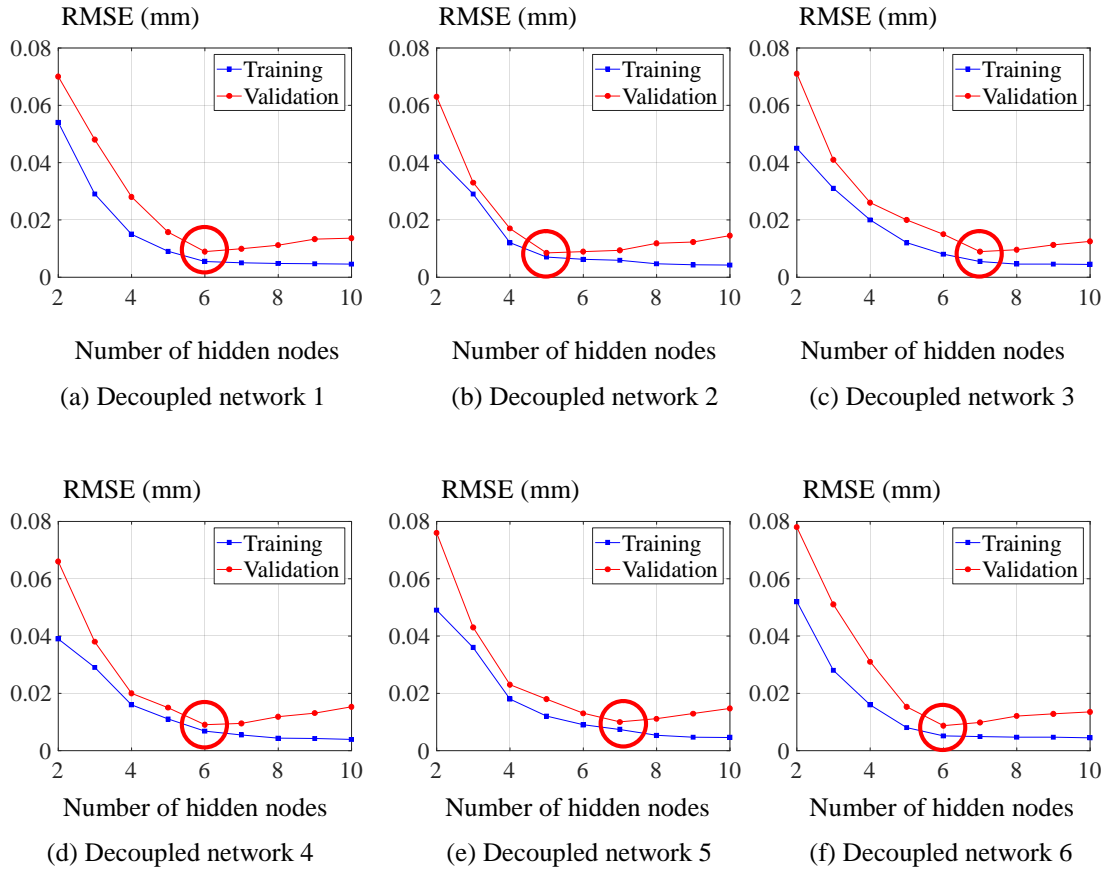 RMSE (mm)
RMSE (mm)
RMSE (mm)
0.08
0.06
0.04
0.02
0
Training
Validation
2 4 6 8 10
0.08
0.06
0.04
0.02
0
Training
Validation
2 4 6 8 10
0.08
0.06
0.04
0.02
0
Training
Validation
2 4 6 8 10
Number of hidden nodes
Number of hidden nodes
Number of hidden nodes
(a) Decoupled network 1
(b) Decoupled network 2
(c) Decoupled network 3
RMSE (mm)
RMSE (mm)
RMSE (mm)
0.08
0.06
0.04
0.02
0
Training
Validation
2 4 6 8 10
0.08
0.06
0.04
0.02
0
Training
Validation
2 4 6 8 10
0.08
0.06
0.04
0.02
0
Training
Validation
2 4 6 8 10
Number of hidden nodes
Number of hidden nodes
Number of hidden nodes
(d) Decoupled network 4
(e) Decoupled network 5
(f) Decoupled network 6